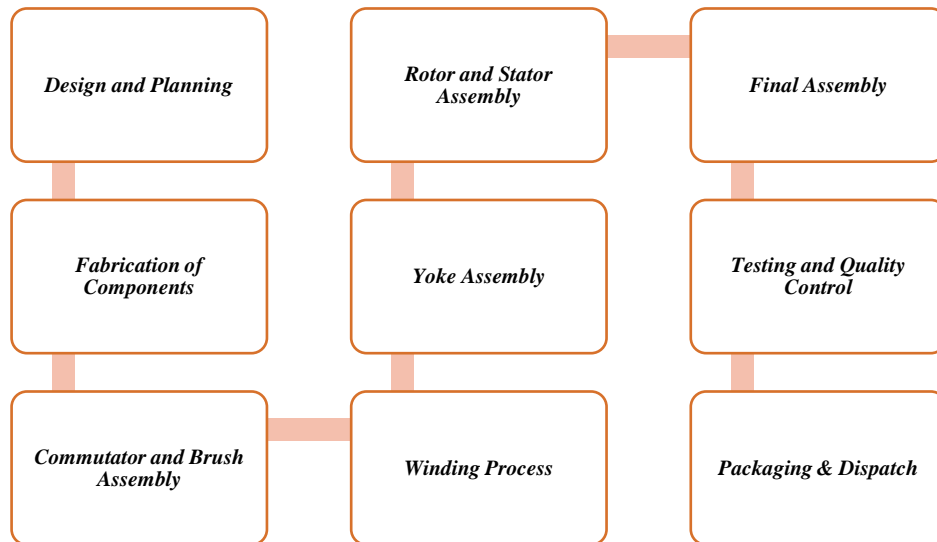 Design and Planning
Fabrication of
Components
Commutator and Brush
Assembly
Winding Process
Yoke Assembly
Rotor and Stator
Assembly
Final Assembly
Testing and Quality
Control
Packaging & Dispatch